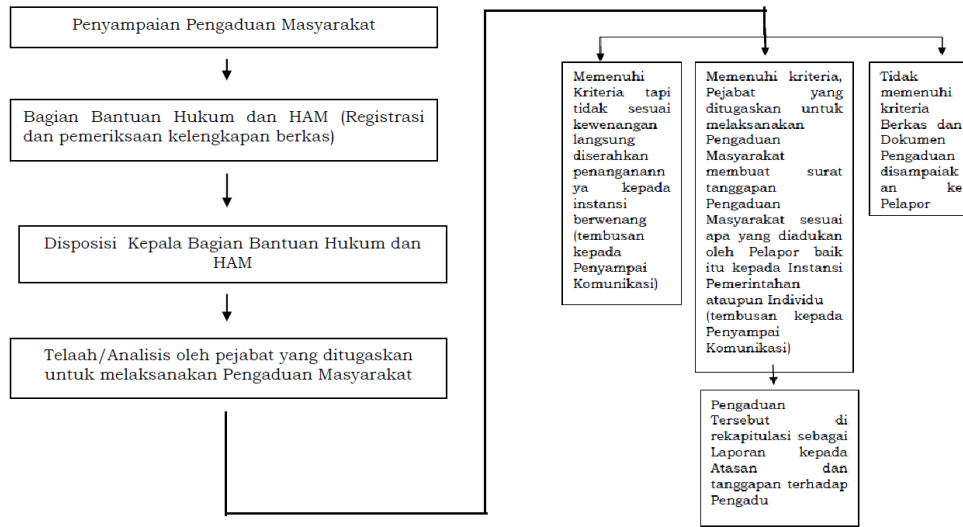 Penyampaian Pengaduan Masyarakat
Bagian Bantuan Hukum dan HAM (Registrasi
dan pemeriksaan kelengkapan berkas)
Disposisi Kepala Bagian Bantuan Hukum dan
HAM
Telaah/Analisis oleh pejabat yang ditugaskan
untuk melaksanakan Pengaduan Masyarakat
Memenuhi
Kriteria tapi
tidak sesuai
kewenangan
langsung
diserahkan
penanganann
ya kepada
instansi
berwenang
(tembusan
kepada
Penyampai
Komunikasi)
Memenuhi kriteria,
Pejabat yang
ditugaskan untuk
melaksanakan
Pengaduan
Masyarakat
membuat surat
tanggapan
Pengaduan
Masyarakat sesuai
apa yang diadukan
oleh Pelapor baik
itu kepada Instansi
Pemerintahan
ataupun Individu
(tembusan kepada
Penyampai
Komunikasi)
Tidak
memenuhi
kriteria
Berkas dan
Dokumen
Pengaduan
disampaiak
an ke
Pelapor
Pengaduan
Tersebut di
rekapitulasi sebagai
Laporan kepada
Atasan dan
tanggapan terhadap
Pengadu